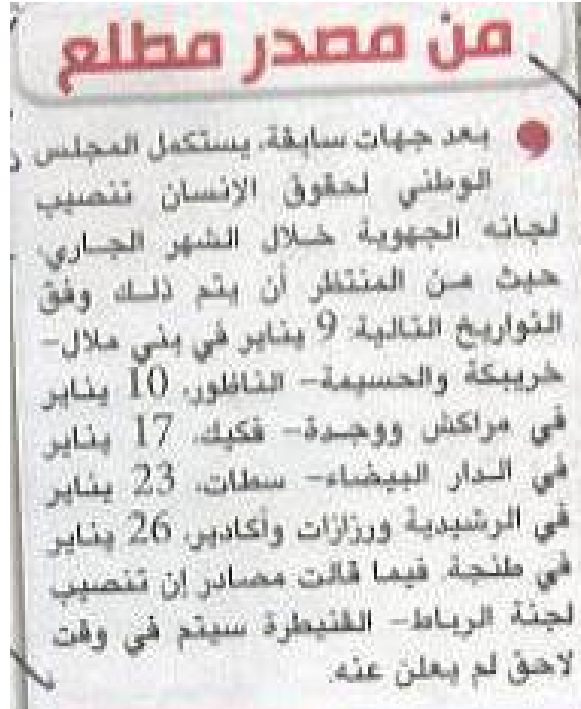 من مصدر مطلع
بعد جهات سابقة، يستكمل المجلس
الوطني لحقوق الإنسان تنصيب
لجانه الجهوية خلال الشهر الجاري،
حيث من المنتظر أن يتم ذلك وفق
التواريخ التالية: 9 يناير في بني ملال-
خريبكة والحسيمة- الناظور، 10 يناير
في مراكش ووجدة- فكيك، 17 يناير
في الدار البيضاء- سطات، 23 يناير
في الرشيدية ورزازات وأكادير، 26 يناير
في طنجة. فيما قالت مصادر إن تنصيب
لجنة الرباط- القنيطرة سيتم في وقت
لاحق لم يعلن عنه.